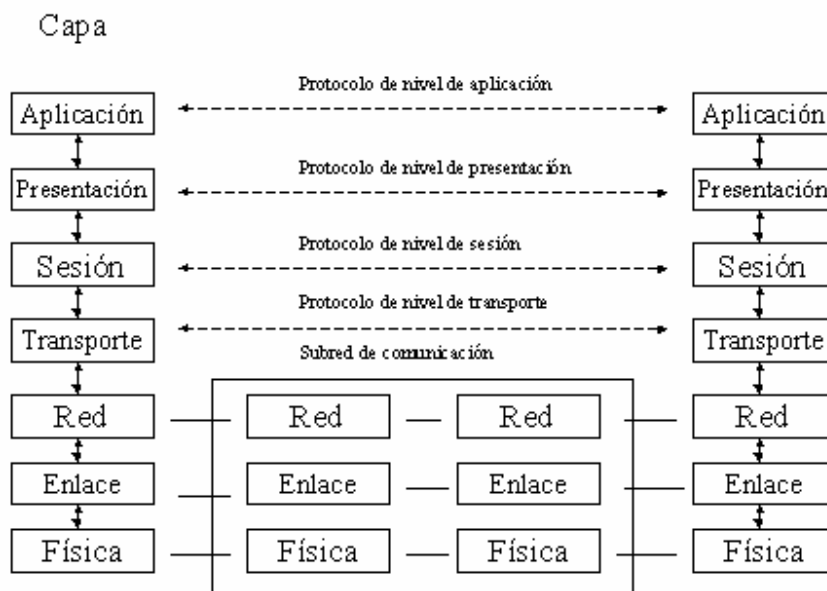 Capa
Protocolo de nivel de aplicación
Aplicación Aplicación
Protocolo de nivel de presentación
Presentación Presentación
Protocolo de nivel de sesión
Sesión Sesión
Protocolo de nivel de transporte
Transporte Transporte
Subred de comunicación
Red Red Red Red
Enlace Enlace Enlace Enlace
Física Física Física Física